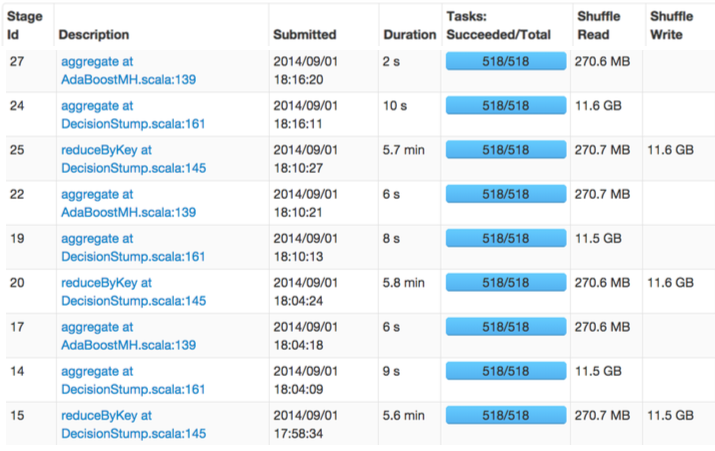 Stage Id Description Submitted Duration Tasks: Succeeded/Total Shuffle Read Shuffle Write
27 aggregate at AdaBoostMH.scala:139 2014/09/01 18:16:20 2 s 518/518 270.6 MB
24 aggregate at DecisionStump.scala:161 2014/09/01 18:16:11 10 s 518/518 11.6 GB
25 reduceByKey at DecisionStump.scala:145 2014/09/01 18:10:27 5.7 min 518/518 270.7 MB 11.6 GB
22 aggregate at AdaBoostMH.scala:139 2014/09/01 18:10:21 6 s 518/518 270.7 MB
19 aggregate at DecisionStump.scala:161 2014/09/01 18:10:13 8 s 518/518 11.5 GB
20 reduceByKey at DecisionStump.scala:145 2014/09/01 18:04:24 5.8 min 518/518 270.6 MB 11.6 GB
17 aggregate at AdaBoostMH.scala:139 2014/09/01 18:04:18 6 s 518/518 270.6 MB
14 aggregate at DecisionStump.scala:161 2014/09/01 18:04:09 9 s 518/518 11.5 GB
15 reduceByKey at DecisionStump.scala:145 2014/09/01 17:58:34 5.6 min 518/518 270.7 MB 11.5 GB